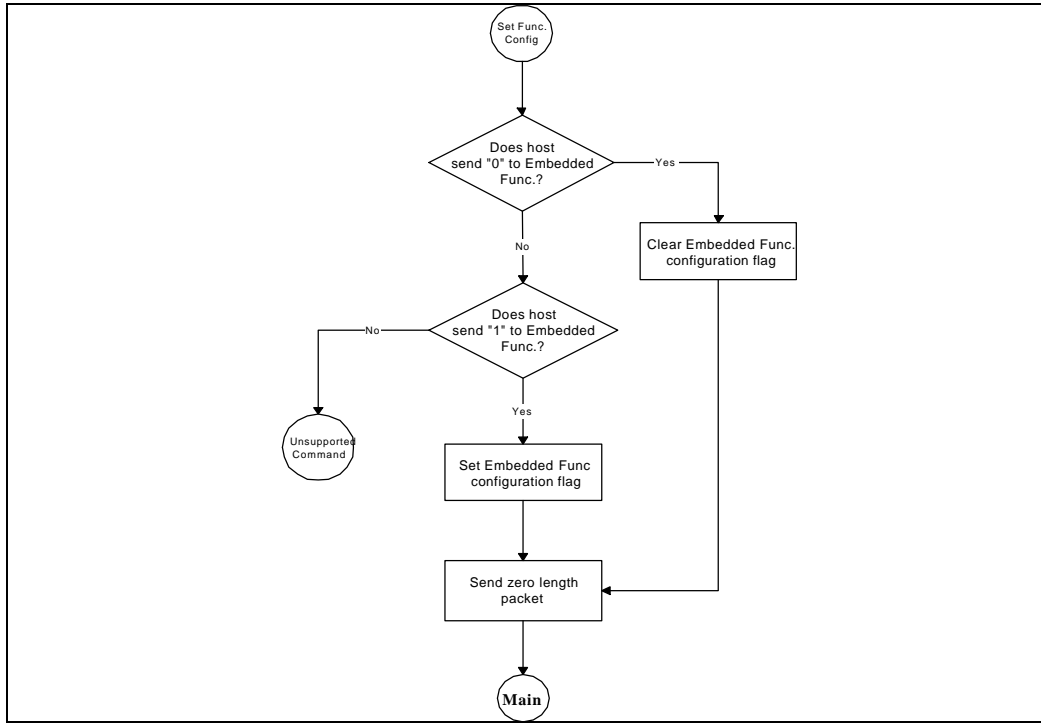 Set Func.
Config
Does host
send "0" to Embedded
Func.?
Yes
Clear Embedded Func.
configuration flag
No
Does host
send "1" to Embedded
Func.?
No
Unsupported
Command
Yes
Set Embedded Func
configuration flag
Send zero length
packet
Main